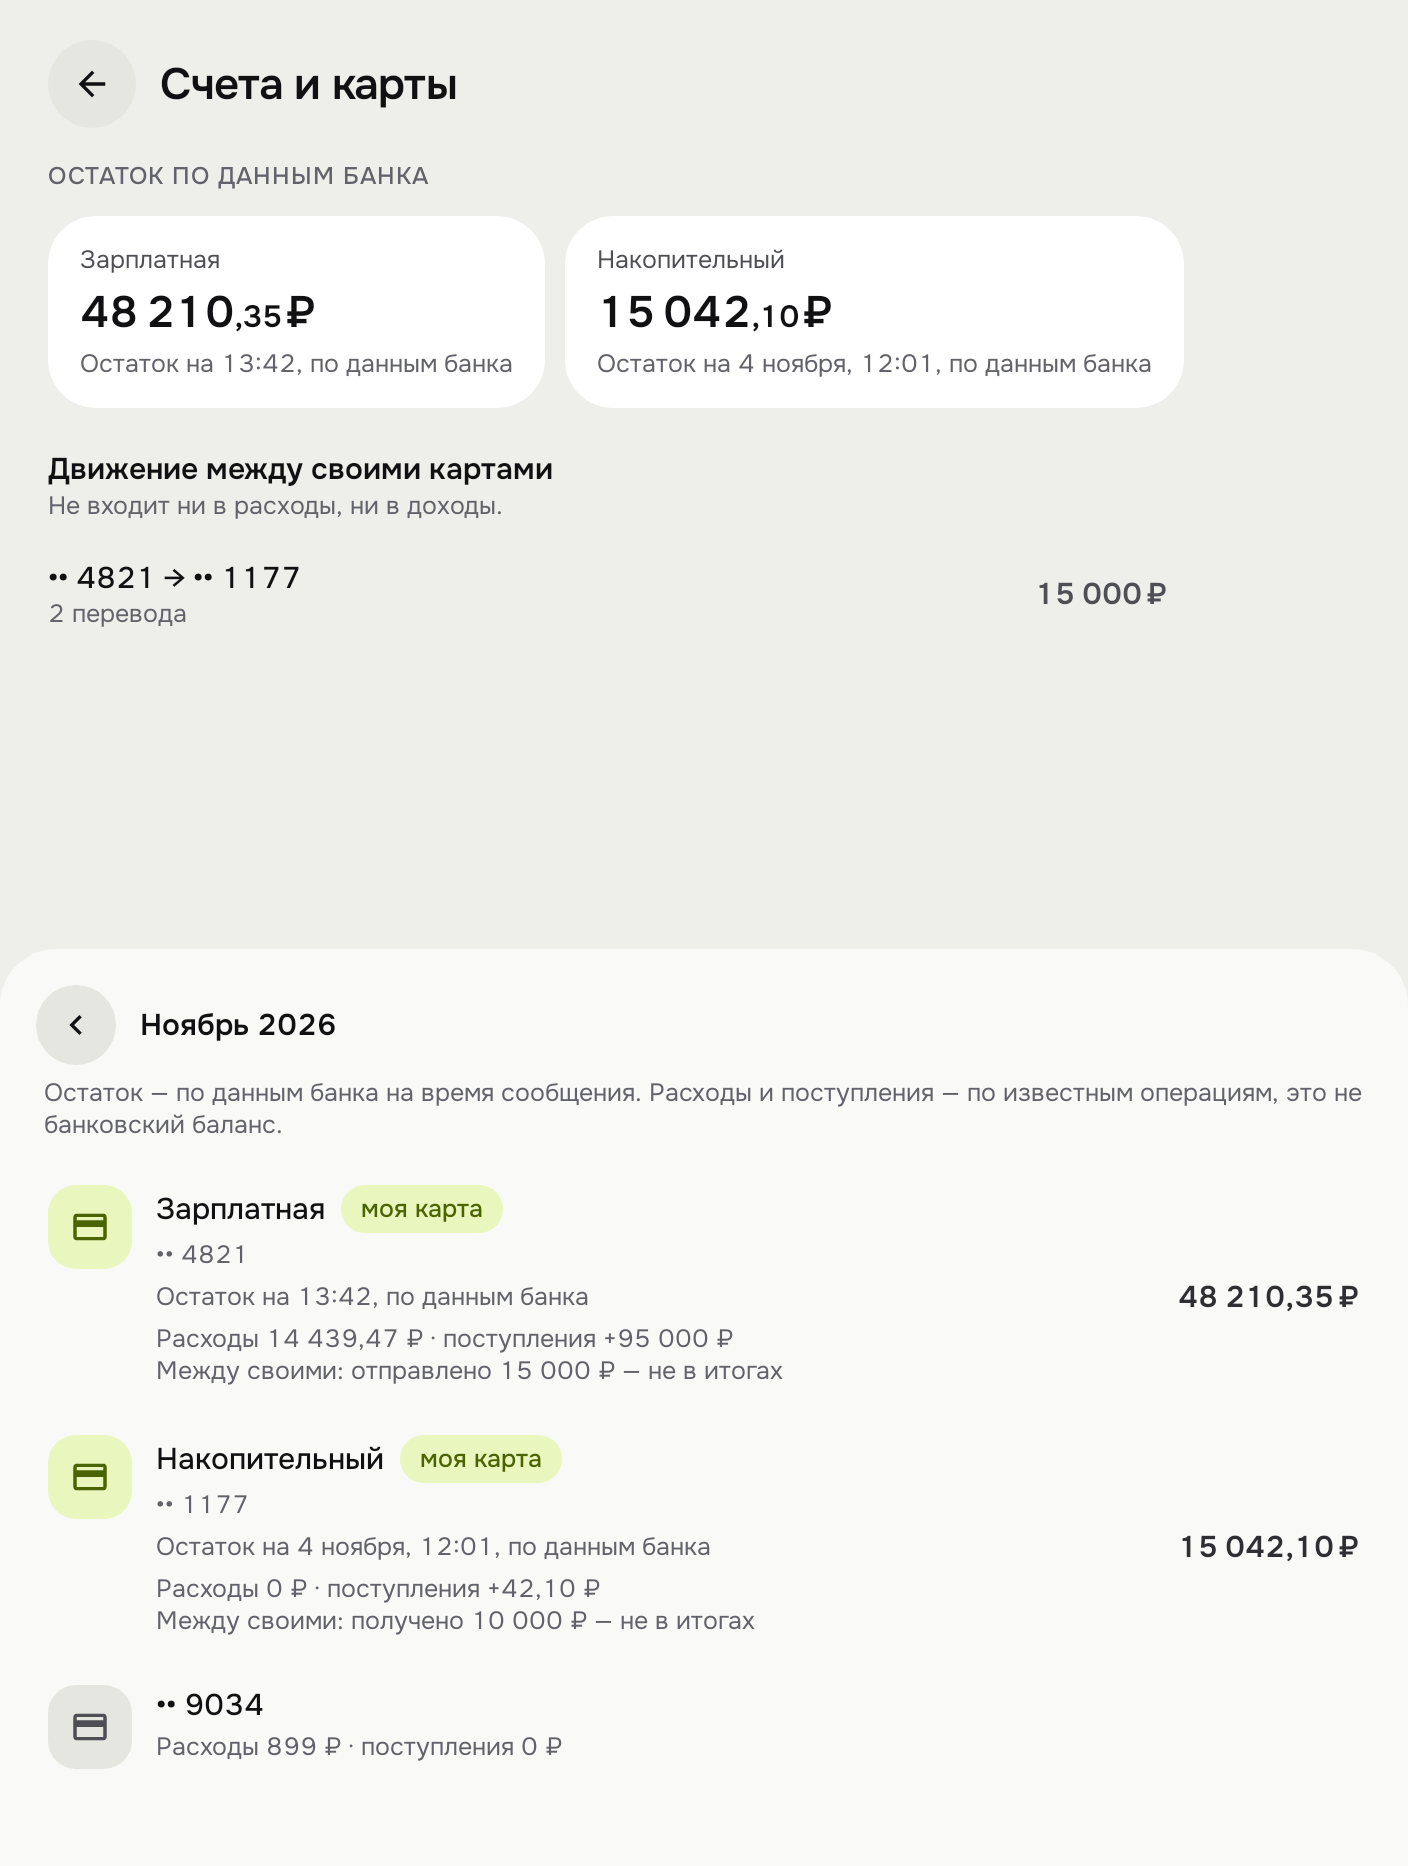 Счета и карты
ОСТАТОК ПО ДАННЫМ БАНКА
Зарплатная
48 210,35 ₽
Остаток на 13:42, по данным банка
Накопительный
15 042,10 ₽
Остаток на 4 ноября, 12:01, по данным банка
Движение между своими картами
Не входит ни в расходы, ни в доходы.
•• 4821 → •• 1177
2 перевода
15 000 ₽
Ноябрь 2026
Остаток — по данным банка на время сообщения. Расходы и поступления — по известным операциям, это не
банковский баланс.
Зарплатная моя карта
•• 4821
Остаток на 13:42, по данным банка
48 210,35 ₽
Расходы 14 439,47 ₽ · поступления +95 000 ₽
Между своими: отправлено 15 000 ₽ — не в итогах
Накопительный моя карта
•• 1177
Остаток на 4 ноября, 12:01, по данным банка
15 042,10 ₽
Расходы 0 ₽ · поступления +42,10 ₽
Между своими: получено 10 000 ₽ — не в итогах
•• 9034
Расходы 899 ₽ · поступления 0 ₽